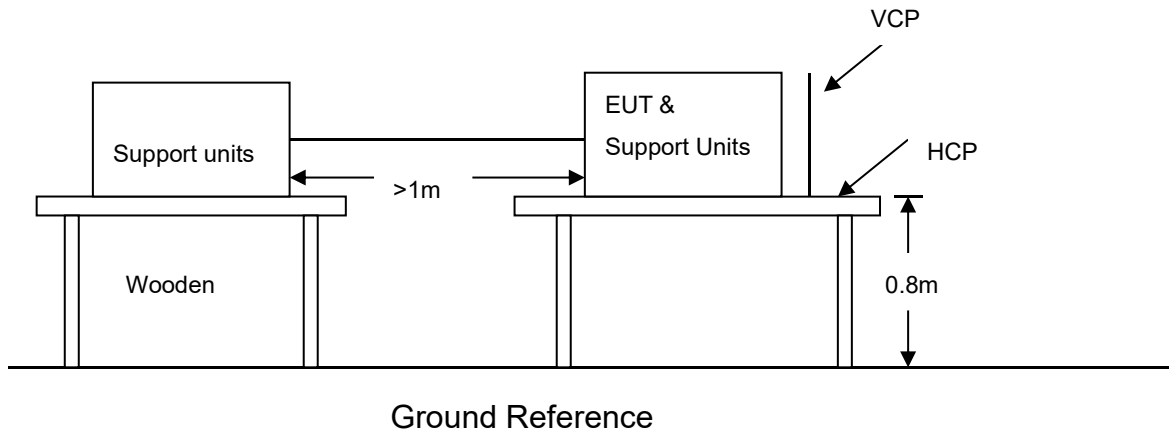 VCP
EUT &
Support Units
Support units
HCP
>1m
Wooden
0.8m
Ground Reference